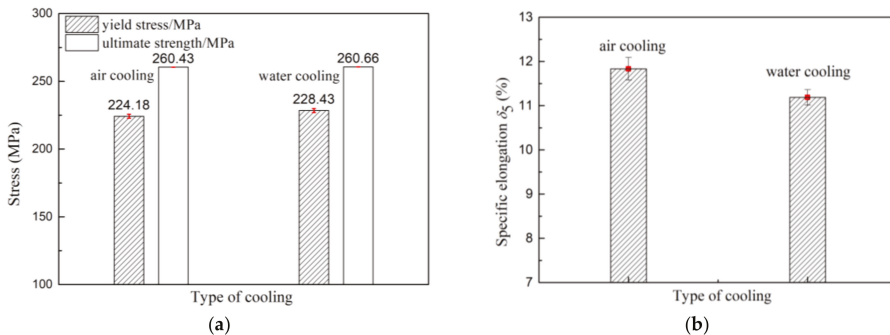 yield stress/MPa
ultimate strength/MPa
260.43
260.66
air cooling
water cooling
224.18
228.43
300
250
200
150
100
Stress (MPa)
Type of cooling
(a)
13
12
11
10
9
8
7
Specific elongation δ5 (%)
air cooling
water cooling
Type of cooling
(b)